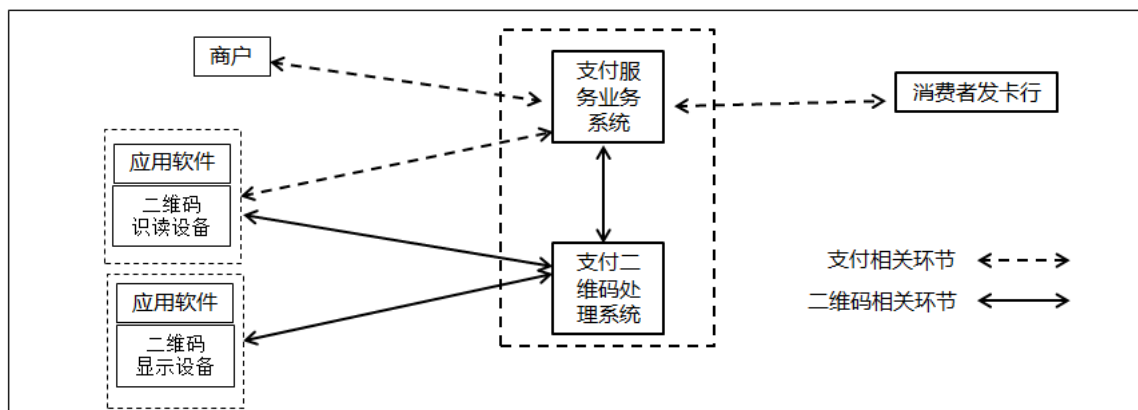 商户
支付服
务业务
系统
消费者发卡行
应用软件
二维码
识读设备
支付二
维码处
理系统
应用软件
二维码
显示设备
支付相关环节
二维码相关环节